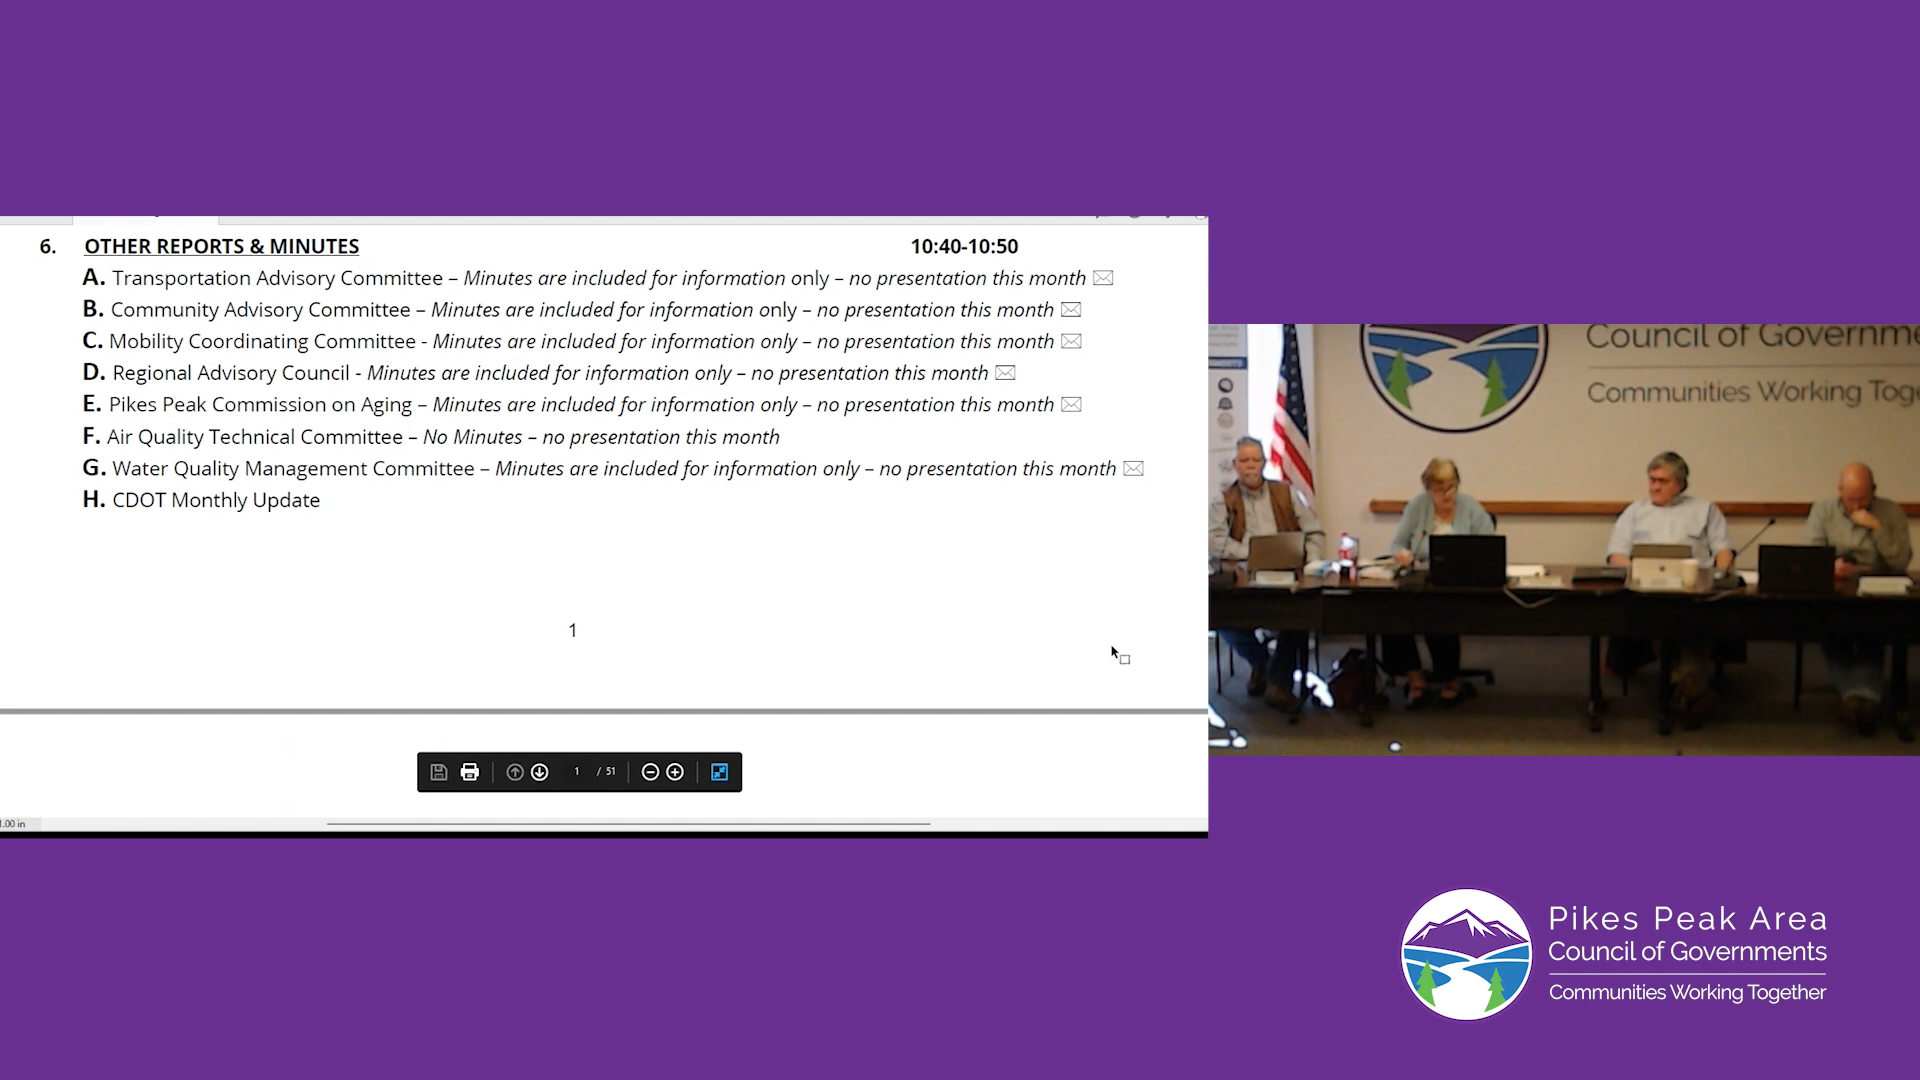 6. OTHER REPORTS & MINUTES 10:40-10:50
A. Transportation Advisory Committee – Minutes are included for information only – no presentation this month
B. Community Advisory Committee – Minutes are included for information only – no presentation this month
C. Mobility Coordinating Committee - Minutes are included for information only – no presentation this month
D. Regional Advisory Council - Minutes are included for information only – no presentation this month
E. Pikes Peak Commission on Aging – Minutes are included for information only – no presentation this month
F. Air Quality Technical Committee – No Minutes – no presentation this month
G. Water Quality Management Committee – Minutes are included for information only – no presentation this month
H. CDOT Monthly Update
1
1 / 51
1.00 in
Council of
Communities Working
Pikes Peak Area
Council of Governments
Communities Working Together